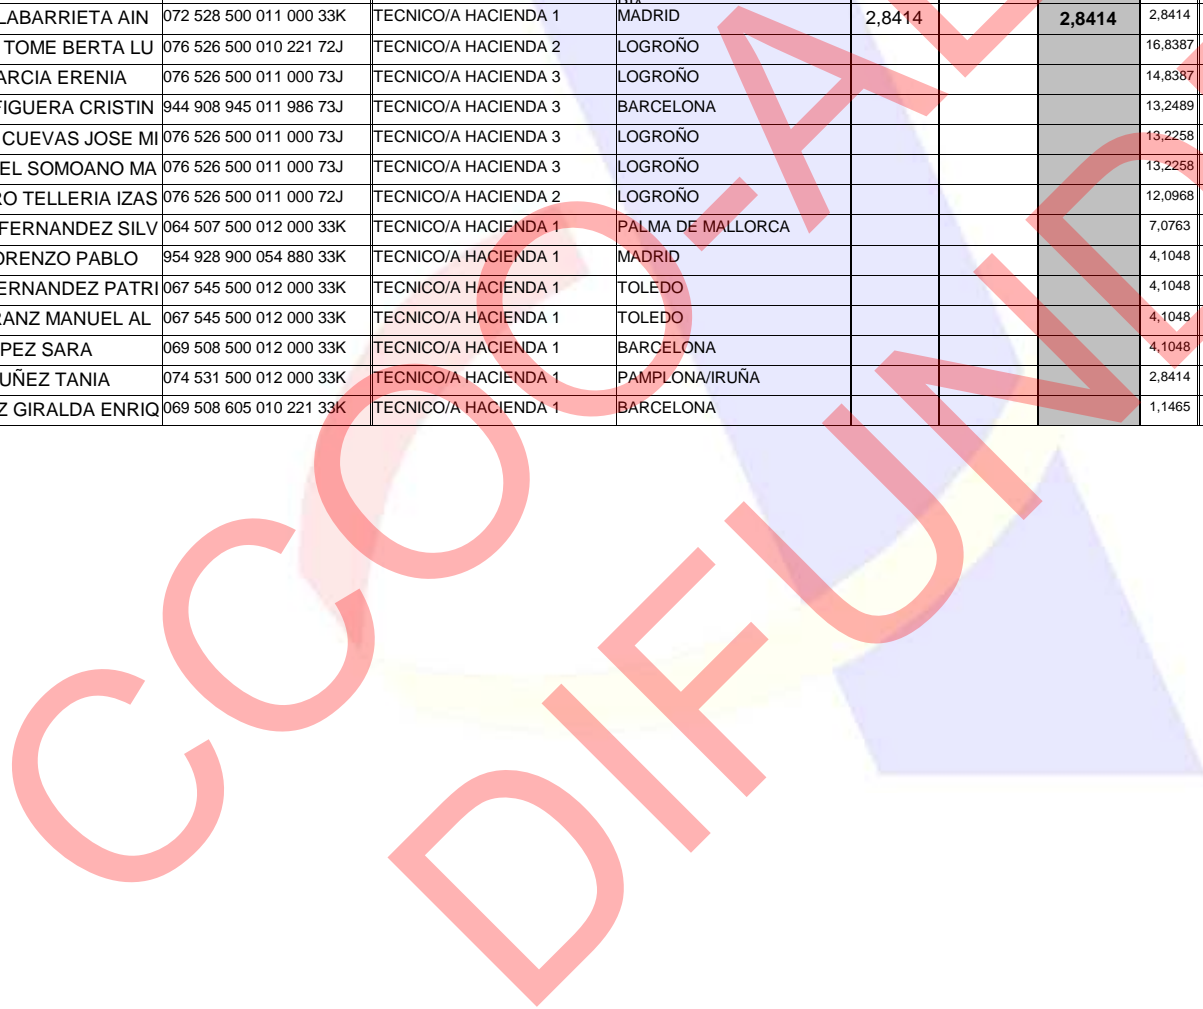 LABARRIETA AIN 072 528 500 011 000 33K TECNICO/A HACIENDA 1 MADRID 2,8414 2,8414 2,8414
TOME BERTA LU 076 526 500 010 221 72J TECNICO/A HACIENDA 2 LOGROÑO 16,8387
ARCIA ERENIA 076 526 500 011 000 73J TECNICO/A HACIENDA 3 LOGROÑO 14,8387
FIGUERA CRISTIN 944 908 945 011 986 73J TECNICO/A HACIENDA 3 BARCELONA 13,2489
CUEVAS JOSE MI 076 526 500 011 000 73J TECNICO/A HACIENDA 3 LOGROÑO 13,2258
EL SOMOANO MA 076 526 500 011 000 73J TECNICO/A HACIENDA 3 LOGROÑO 13,2258
RO TELLERIA IZAS 076 526 500 011 000 72J TECNICO/A HACIENDA 2 LOGROÑO 12,0968
FERNANDEZ SILV 064 507 500 012 000 33K TECNICO/A HACIENDA 1 PALMA DE MALLORCA 7,0763
ORENZO PABLO 954 928 900 054 880 33K TECNICO/A HACIENDA 1 MADRID 4,1048
ERNANDEZ PATRI 067 545 500 012 000 33K TECNICO/A HACIENDA 1 TOLEDO 4,1048
RANZ MANUEL AL 067 545 500 012 000 33K TECNICO/A HACIENDA 1 TOLEDO 4,1048
PEZ SARA 069 508 500 012 000 33K TECNICO/A HACIENDA 1 BARCELONA 4,1048
UÑEZ TANIA 074 531 500 012 000 33K TECNICO/A HACIENDA 1 PAMPLONA/IRUÑA 2,8414
Z GIRALDA ENRIQ 069 508 605 010 221 33K TECNICO/A HACIENDA 1 BARCELONA 1,1465
CCOO-A
DIFUND